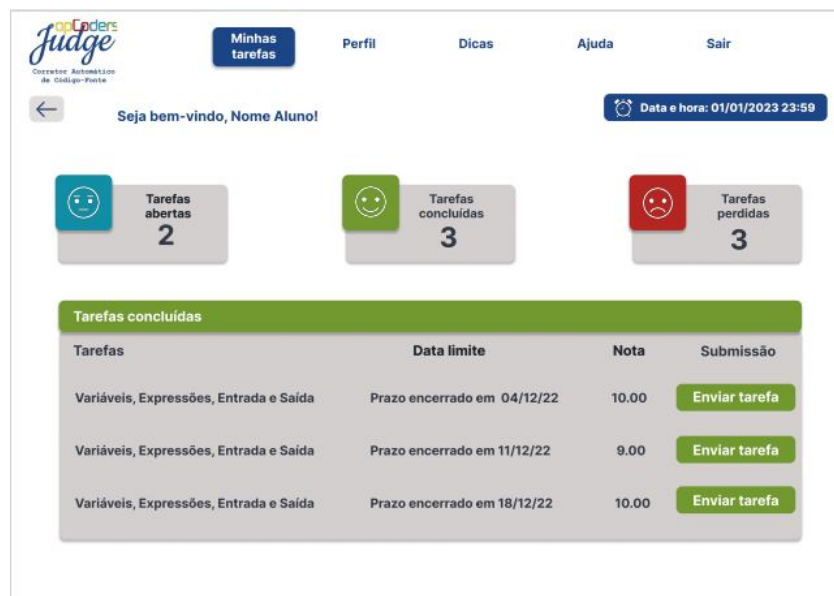 opCoders
Judge
Corretor Automático
de Código-Fonte
Minhas
tarefas
Perfil
Dicas
Ajuda
Sair
Seja bem-vindo, Nome Aluno!
Data e hora: 01/01/2023 23:59
Tarefas
abertas
2
Tarefas
concluídas
3
Tarefas
perdidas
3
Tarefas concluídas
Tarefas Data limite Nota Submissão
Variáveis, Expressões, Entrada e Saída Prazo encerrado em 04/12/22 10.00 Enviar tarefa
Variáveis, Expressões, Entrada e Saída Prazo encerrado em 11/12/22 9.00 Enviar tarefa
Variáveis, Expressões, Entrada e Saída Prazo encerrado em 18/12/22 10.00 Enviar tarefa